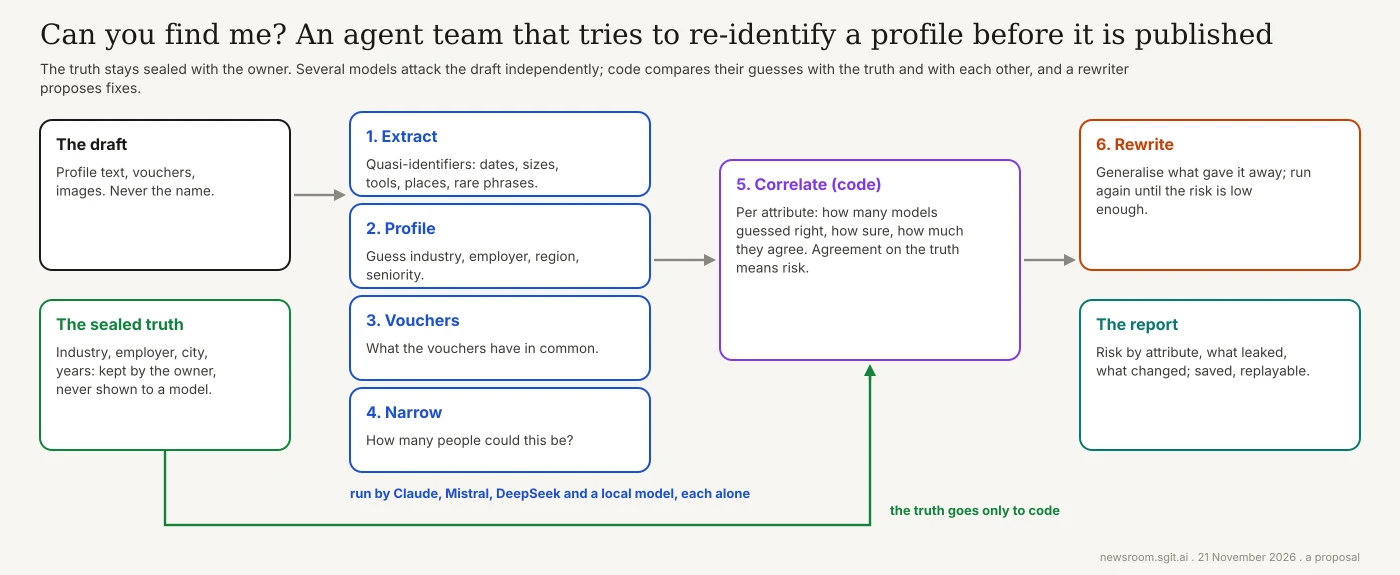 Can you find me? An agent team that tries to re-identify a profile before it is published
The truth stays sealed with the owner. Several models attack the draft independently; code compares their guesses with the truth and with each other, and a rewriter
proposes fixes.
The draft
Profile text, vouchers,
images. Never the name.
The sealed truth
Industry, employer, city,
years: kept by the owner,
never shown to a model.
1. Extract
Quasi-identifiers: dates, sizes,
tools, places, rare phrases.
2. Profile
Guess industry, employer, region,
seniority.
3. Vouchers
What the vouchers have in common.
4. Narrow
How many people could this be?
run by Claude, Mistral, DeepSeek and a local model, each alone
5. Correlate (code)
Per attribute: how many models
guessed right, how sure, how much
they agree. Agreement on the truth
means risk.
the truth goes only to code
6. Rewrite
Generalise what gave it away; run
again until the risk is low
enough.
The report
Risk by attribute, what leaked,
what changed; saved, replayable.
newsroom.sgit.ai . 21 November 2026 . a proposal